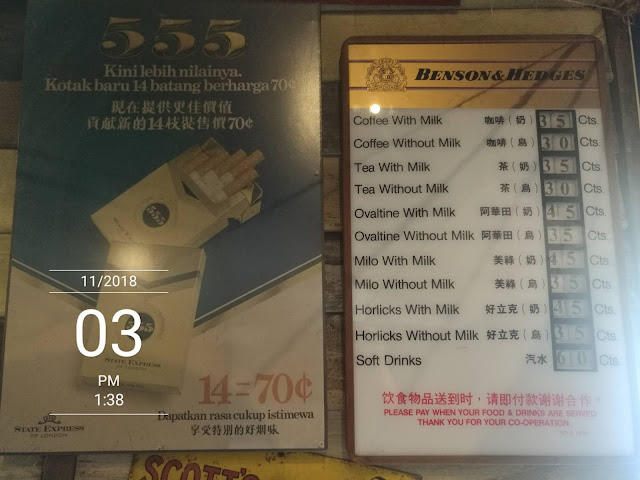 555
Kini lebih nilainya.
Kotak baru 14 batang berharga 70¢
現在提供更佳價值
貢献新的14枝裝售價70¢
555
555
STATE EXPRESS
OF LONDON
14=70¢
Dapatkan rasa cukup istimewa
享受特別的好烟味
STATE EXPRESS
OF LONDON
11/2018
03
PM
1:38
BENSON & HEDGES
Coffee With Milk 咖啡（奶） 35 Cts.
Coffee Without Milk 咖啡（烏） 30 Cts.
Tea With Milk 茶（奶） 35 Cts.
Tea Without Milk 茶（烏） 30 Cts.
Ovaltine With Milk 阿華田（奶） 45 Cts.
Ovaltine Without Milk 阿華田（烏） 35 Cts.
Milo With Milk 美祿（奶） 45 Cts.
Milo Without Milk 美祿（烏） 35 Cts.
Horlicks With Milk 好立克（奶） 45 Cts.
Horlicks Without Milk 好立克（烏） 35 Cts.
Soft Drinks 汽水 60 Cts.
饮食物品送到时，请即付款谢谢合作。
PLEASE PAY WHEN YOUR FOOD & DRINKS ARE SERVED
THANK YOU FOR YOUR CO-OPERATION.
SCOTT'S